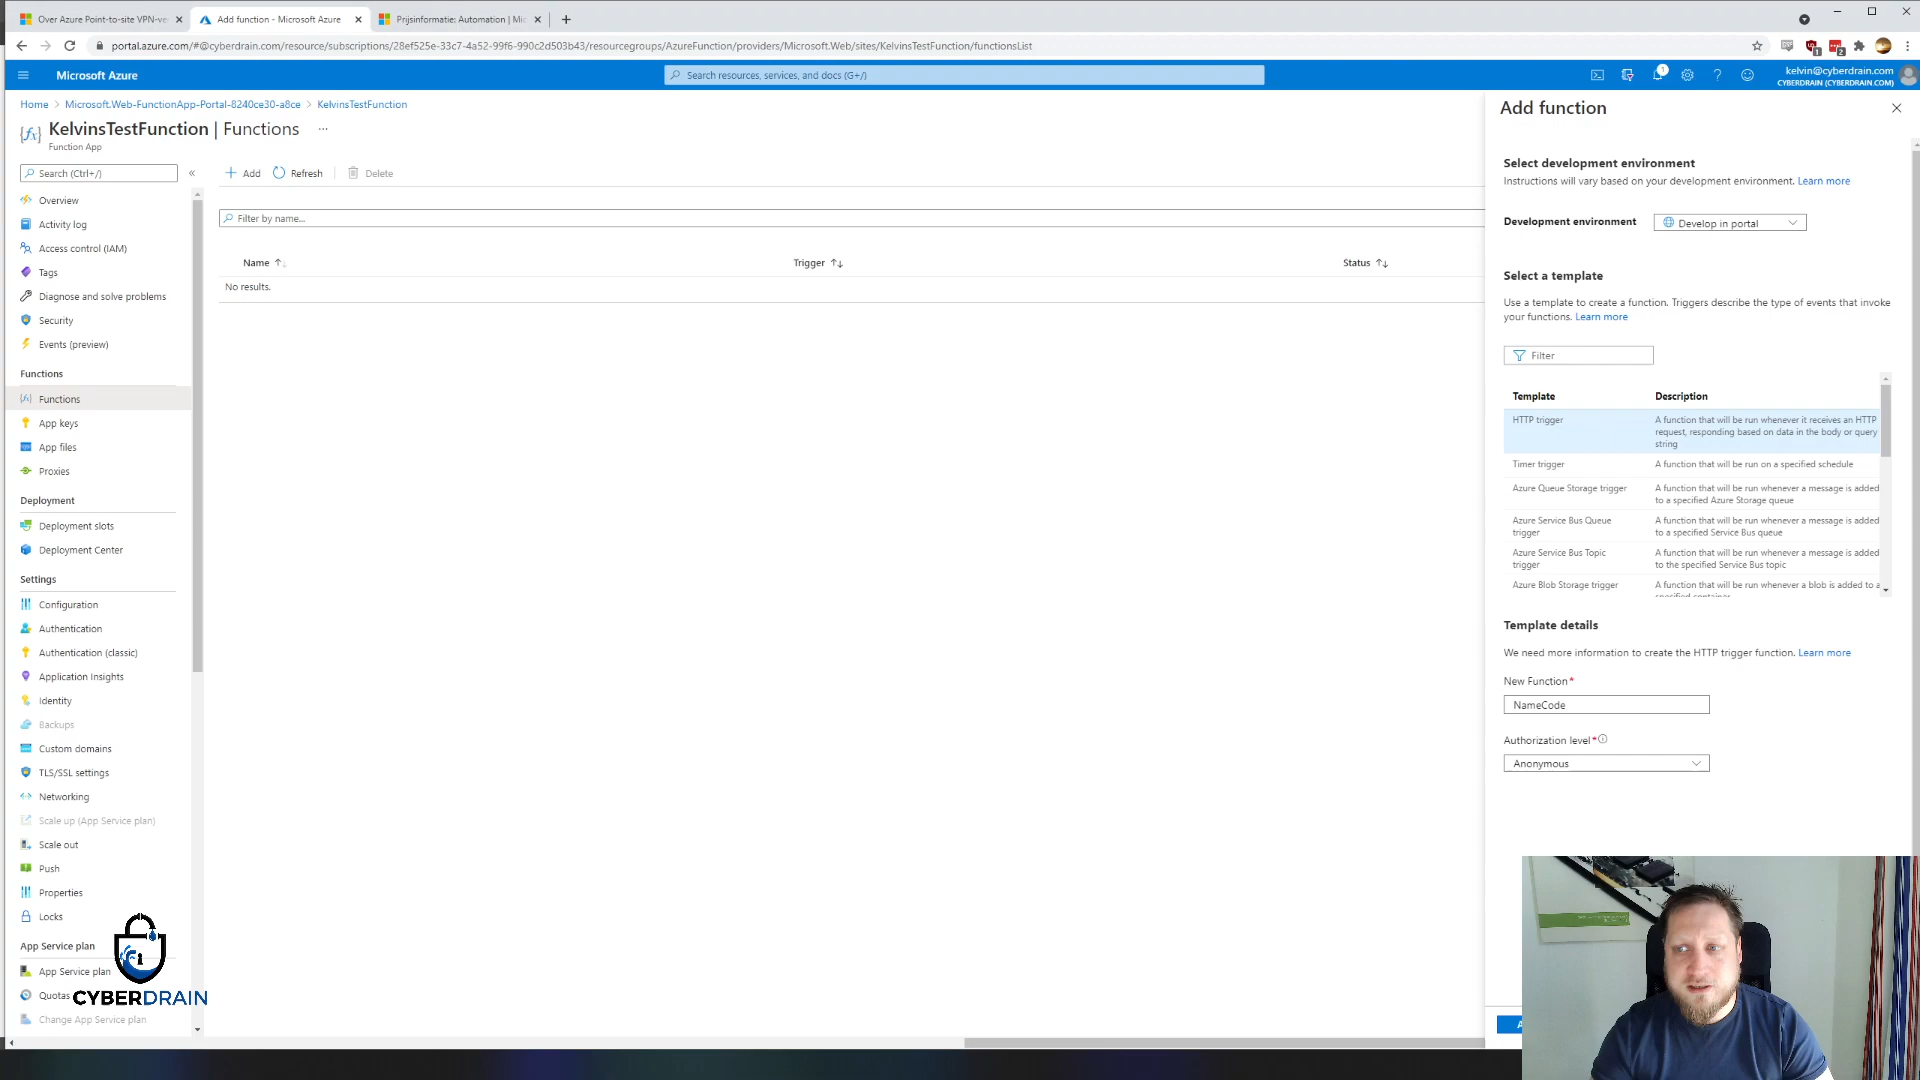 Over Azure Point-to-site VPN-ve
Add function - Microsoft Azure
Prijsinformatie: Automation | Mic
portal.azure.com/#@cyberdrain.com/resource/subscriptions/28ef525e-33c7-4a52-99f6-990c2d503b43/resourcegroups/AzureFunction/providers/Microsoft.Web/sites/KelvinsTestFunction/functionsList
Microsoft Azure
Search resources, services, and docs (G+/)
1
kelvin@cyberdrain.com
CYBERDRAIN (CYBERDRAIN.COM)
Home > Microsoft.Web-FunctionApp-Portal-8240ce30-a8ce > KelvinsTestFunction
KelvinsTestFunction | Functions ...
Function App
Search (Ctrl+/)
«
Add
Refresh
Delete
Filter by name...
Name
Trigger
Status
No results.
Overview
Activity log
Access control (IAM)
Tags
Diagnose and solve problems
Security
Events (preview)
Functions
Functions
App keys
App files
Proxies
Deployment
Deployment slots
Deployment Center
Settings
Configuration
Authentication
Authentication (classic)
Application Insights
Identity
Backups
Custom domains
TLS/SSL settings
Networking
Scale up (App Service plan)
Scale out
Push
Properties
Locks
App Service plan
App Service plan
Quotas
Change App Service plan
CYBERDRAIN
Add function
Select development environment
Instructions will vary based on your development environment. Learn more
Development environment
Develop in portal
Select a template
Use a template to create a function. Triggers describe the type of events that invoke
your functions. Learn more
Filter
Template
Description
HTTP trigger
A function that will be run whenever it receives an HTTP
request, responding based on data in the body or query
string
Timer trigger
A function that will be run on a specified schedule
Azure Queue Storage trigger
A function that will be run whenever a message is added
to a specified Azure Storage queue
Azure Service Bus Queue
trigger
A function that will be run whenever a message is added
to a specified Service Bus queue
Azure Service Bus Topic
trigger
A function that will be run whenever a message is added
to the specified Service Bus topic
Azure Blob Storage trigger
A function that will be run whenever a blob is added to a
specified container
Template details
We need more information to create the HTTP trigger function. Learn more
New Function*
NameCode
Authorization level*
Anonymous